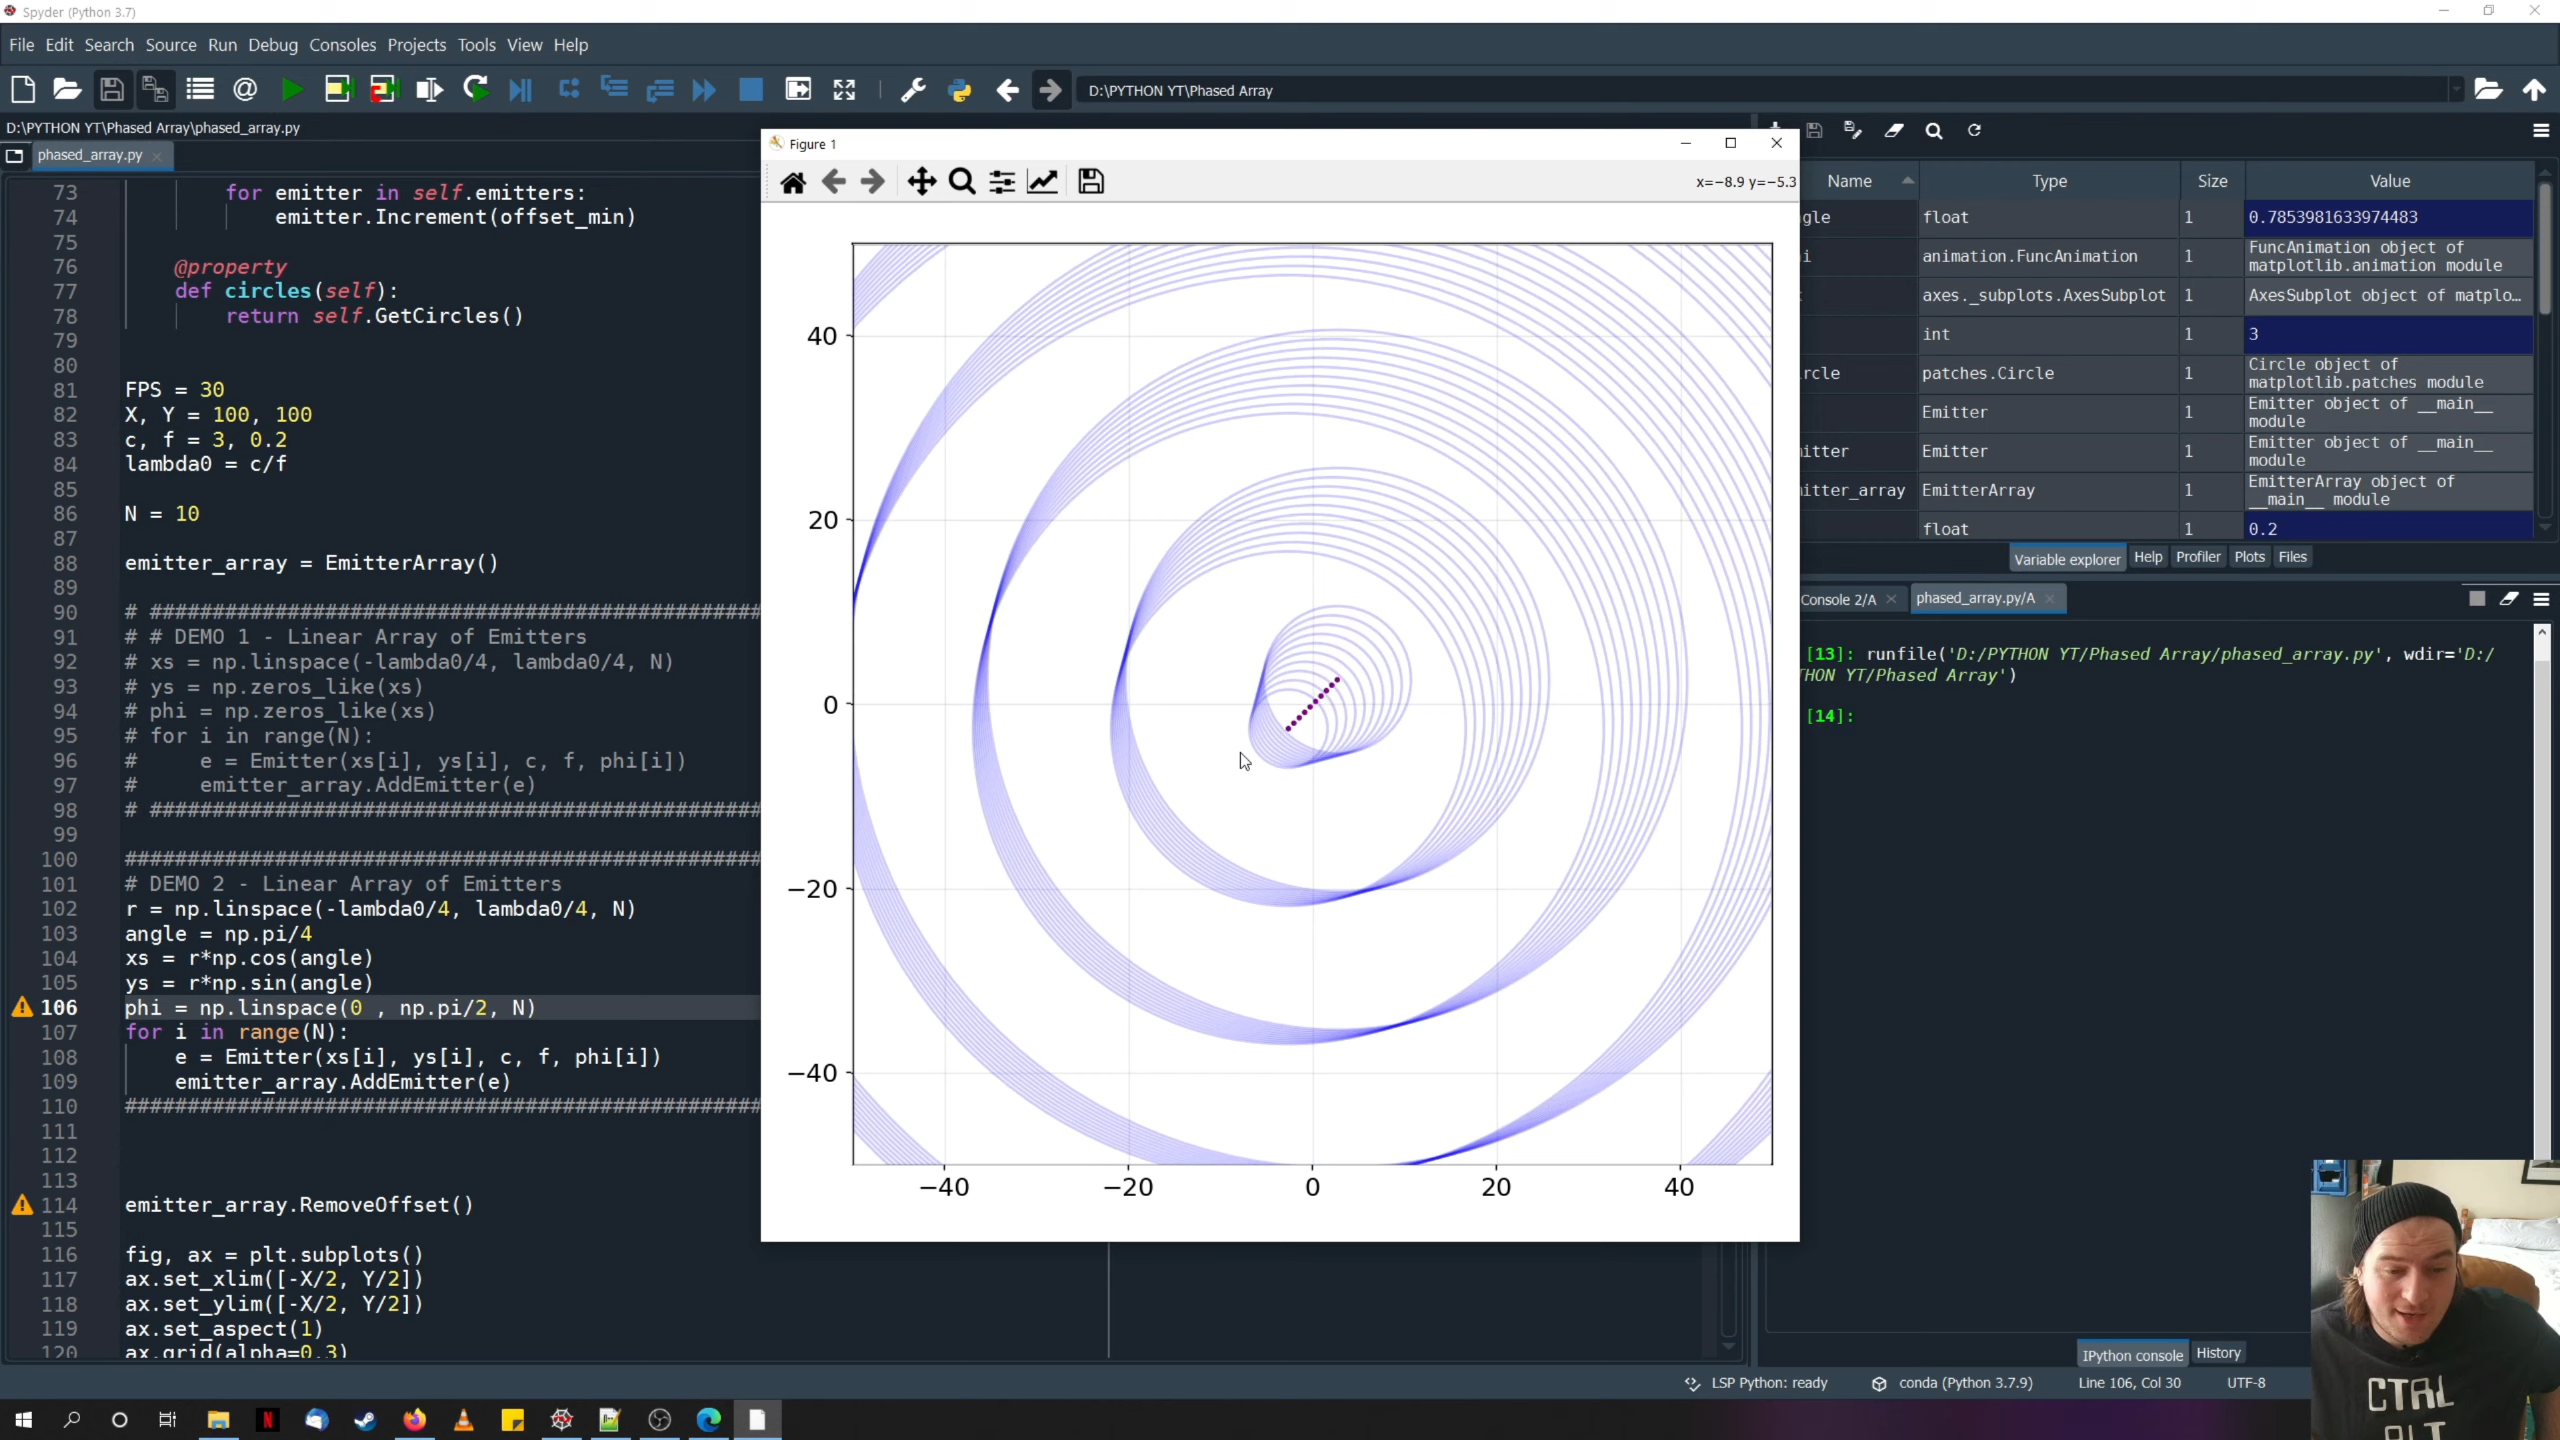 Spyder (Python 3.7)
File Edit Search Source Run Debug Consoles Projects Tools View Help
D:\PYTHON YT\Phased Array
D:\PYTHON YT\Phased Array\phased_array.py
phased_array.py
73 for emitter in self.emitters:
74 emitter.Increment(offset_min)
75
76 @property
77 def circles(self):
78 return self.GetCircles()
79
80
81 FPS = 30
82 X, Y = 100, 100
83 c, f = 3, 0.2
84 lambda0 = c/f
85
86 N = 10
87
88 emitter_array = EmitterArray()
89
90 # #################################################
91 # # DEMO 1 - Linear Array of Emitters
92 # xs = np.linspace(-lambda0/4, lambda0/4, N)
93 # ys = np.zeros_like(xs)
94 # phi = np.zeros_like(xs)
95 # for i in range(N):
96 # e = Emitter(xs[i], ys[i], c, f, phi[i])
97 # emitter_array.AddEmitter(e)
98 # #################################################
99
100 ###################################################
101 # DEMO 2 - Linear Array of Emitters
102 r = np.linspace(-lambda0/4, lambda0/4, N)
103 angle = np.pi/4
104 xs = r*np.cos(angle)
105 ys = r*np.sin(angle)
106 phi = np.linspace(0 , np.pi/2, N)
107 for i in range(N):
108 e = Emitter(xs[i], ys[i], c, f, phi[i])
109 emitter_array.AddEmitter(e)
110 ###################################################
111
112
113
114 emitter_array.RemoveOffset()
115
116 fig, ax = plt.subplots()
117 ax.set_xlim([-X/2, Y/2])
118 ax.set_ylim([-X/2, Y/2])
119 ax.set_aspect(1)
120 ax.grid(alpha=0.3)
Figure 1
x=−8.9 y=−5.3
40
20
0
−20
−40
−40 −20 0 20 40
Name Type Size Value
gle float 1 0.7853981633974483
i animation.FuncAnimation 1 FuncAnimation object of
matplotlib.animation module
axes._subplots.AxesSubplot 1 AxesSubplot object of matplo...
int 1 3
rcle patches.Circle 1 Circle object of
matplotlib.patches module
Emitter 1 Emitter object of __main__
module
itter Emitter 1 Emitter object of __main__
module
itter_array EmitterArray 1 EmitterArray object of
__main__ module
float 1 0.2
Variable explorer Help Profiler Plots Files
Console 2/A phased_array.py/A
[13]: runfile('D:/PYTHON YT/Phased Array/phased_array.py', wdir='D:/
THON YT/Phased Array')
[14]:
IPython console History
LSP Python: ready conda (Python 3.7.9) Line 106, Col 30 UTF-8
CTRL
ALT